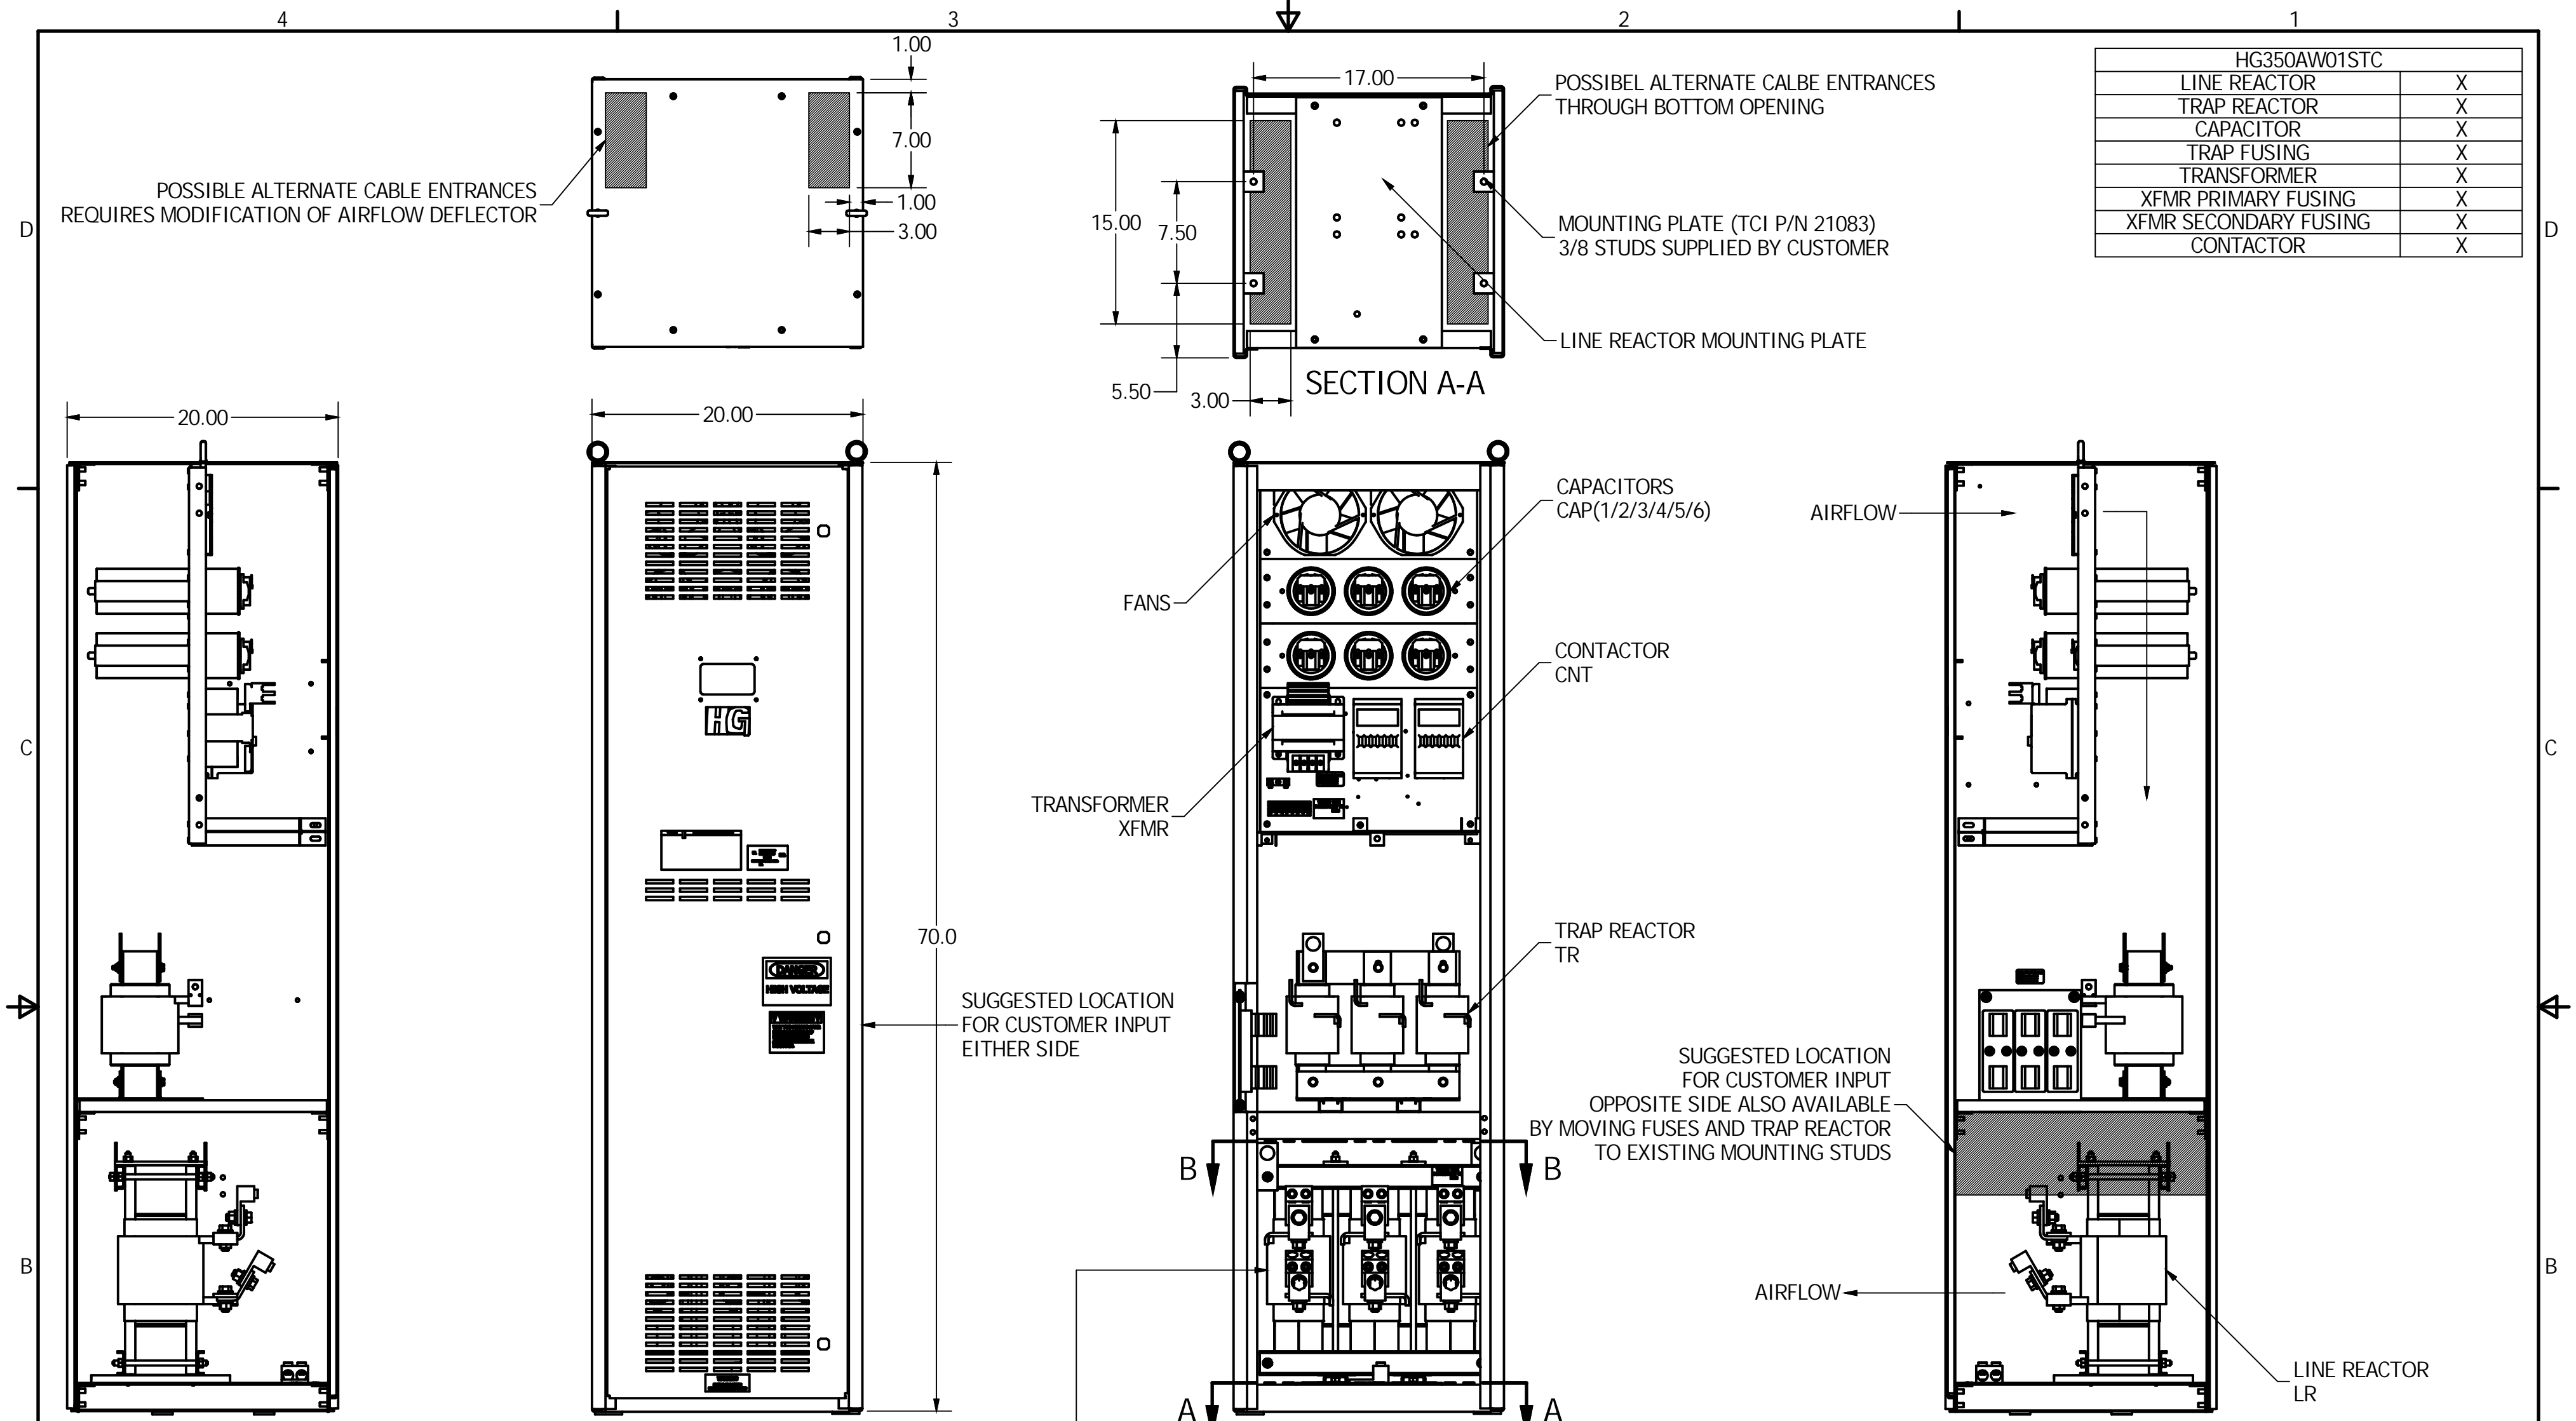 4
3
2
1
HG350AW01STC
LINE REACTOR X
TRAP REACTOR X
CAPACITOR X
TRAP FUSING X
TRANSFORMER X
XFMR PRIMARY FUSING X
XFMR SECONDARY FUSING X
CONTACTOR X
1.00
7.00
1.00
3.00
POSSIBLE ALTERNATE CABLE ENTRANCES
REQUIRES MODIFICATION OF AIRFLOW DEFLECTOR
17.00
15.00
7.50
5.50
3.00
POSSIBEL ALTERNATE CALBE ENTRANCES
THROUGH BOTTOM OPENING
MOUNTING PLATE (TCI P/N 21083)
3/8 STUDS SUPPLIED BY CUSTOMER
LINE REACTOR MOUNTING PLATE
SECTION A-A
D
D
20.00
20.00
70.0
HG
DANGER
HIGH VOLTAGE
SUGGESTED LOCATION
FOR CUSTOMER INPUT
EITHER SIDE
CAPACITORS
CAP(1/2/3/4/5/6)
FANS
CONTACTOR
CNT
TRANSFORMER
XFMR
TRAP REACTOR
TR
AIRFLOW
C
C
SUGGESTED LOCATION
FOR CUSTOMER INPUT
OPPOSITE SIDE ALSO AVAILABLE
BY MOVING FUSES AND TRAP REACTOR
TO EXISTING MOUNTING STUDS
B
B
B
B
AIRFLOW
LINE REACTOR
LR
A
A